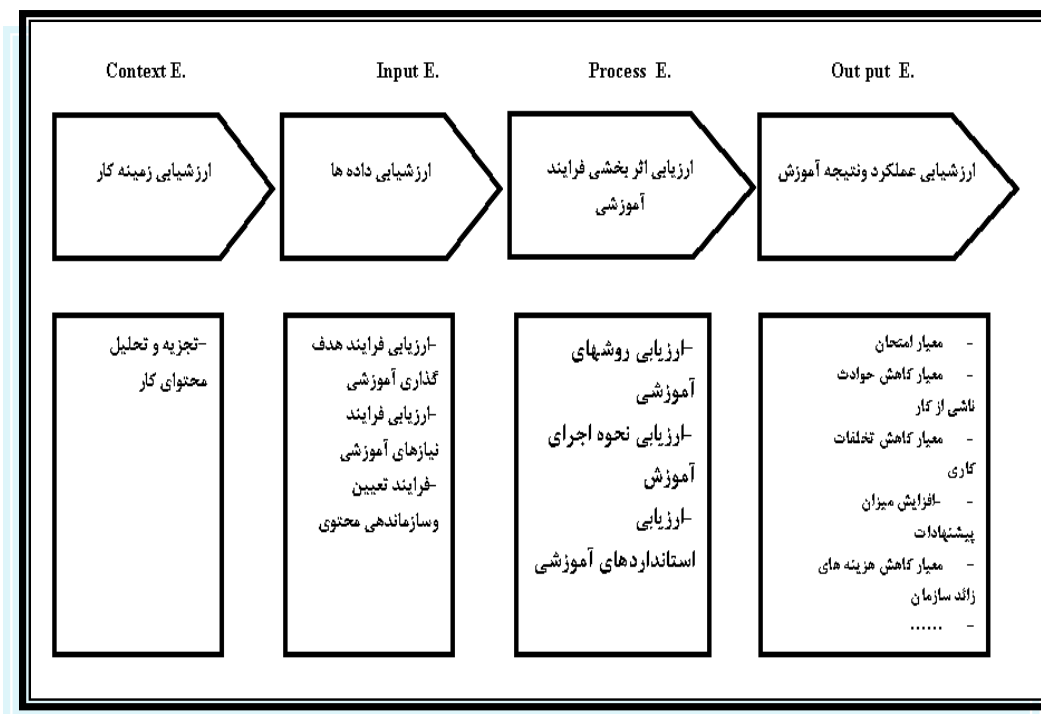 Context E.
Input E.
Process E.
Out put E.
ارزشیابی زمینه کار
ارزشیابی داده ها
ارزیابی اثر بخشی فرایند
آموزشی
ارزشیابی عملکرد ونتیجه آموزش
-تجزیه و تحلیل
محتوای کار
-ارزیابی فرایند هدف
گذاری آموزشی
-ارزیابی فرایند
نیازهای آموزشی
-فرایند تعیین
وسازماندهی محتوی
-ارزیابی روشهای
آموزشی
-ارزیابی نحوه اجرای
آموزش
-ارزیابی
استانداردهای آموزشی
- معیار امتحان
- معیار کاهش حوادث
ناشی از کار
- معیار کاهش تخلفات
کاری
- -افزایش میزان
پیشنهادات
- معیار کاهش هزینه های
زائد سازمان
- ......